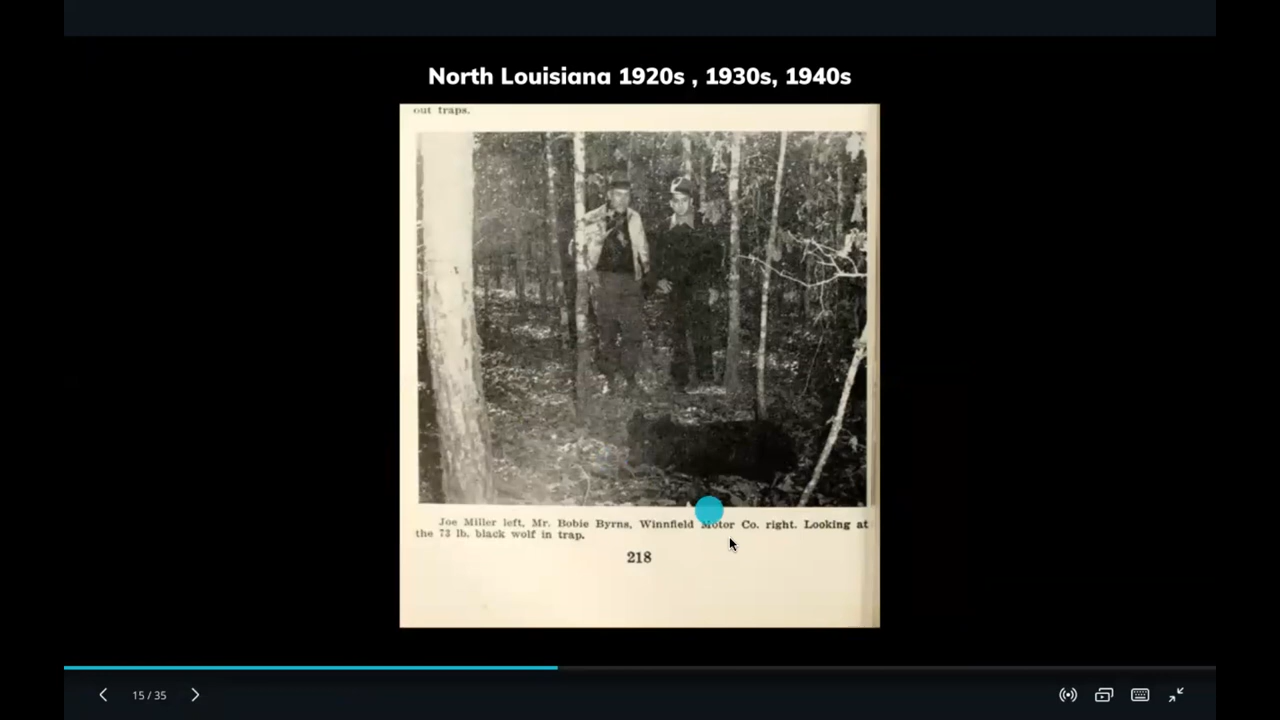 North Louisiana 1920s , 1930s, 1940s
out traps.
Joe Miller left, Mr. Bobie Byrns, Winnfield Motor Co. right. Looking at
the 73 lb. black wolf in trap.
218
15 / 35